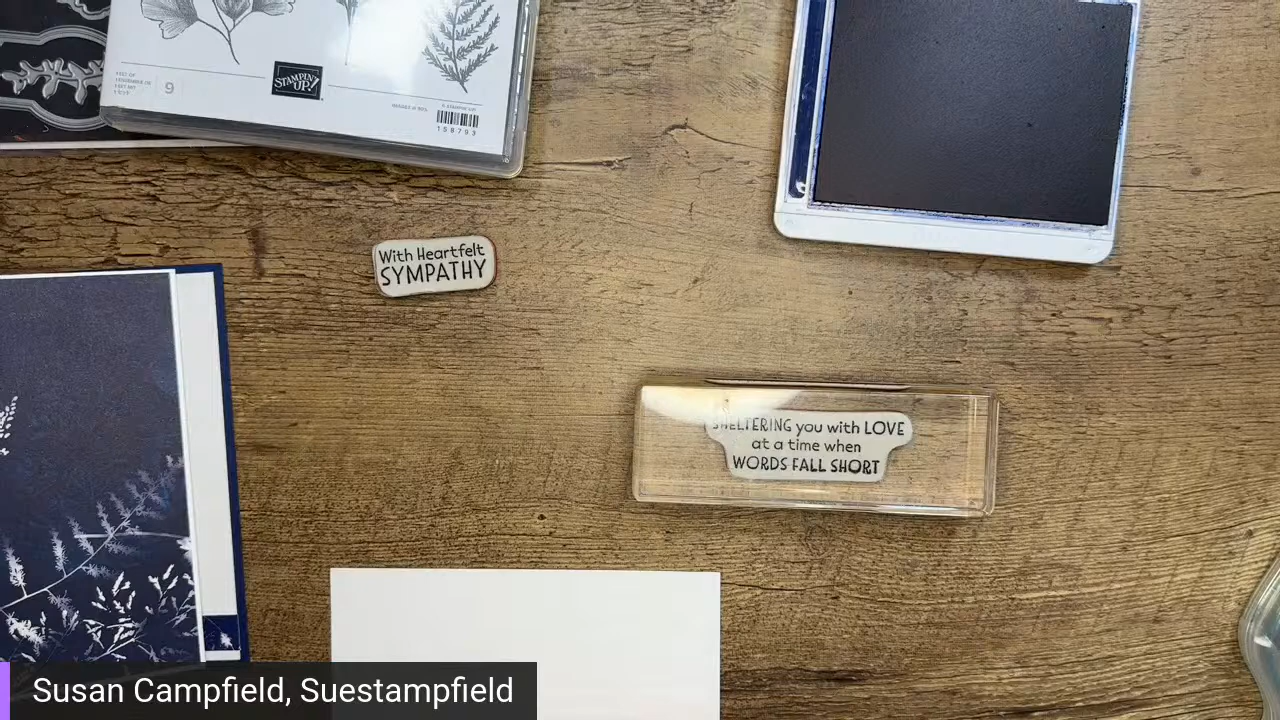 9
STAMPIN' UP!
158793
With Heartfelt
SYMPATHY
SHELTERING you with LOVE
at a time when
WORDS FALL SHORT
Susan Campfield, Suestampfield